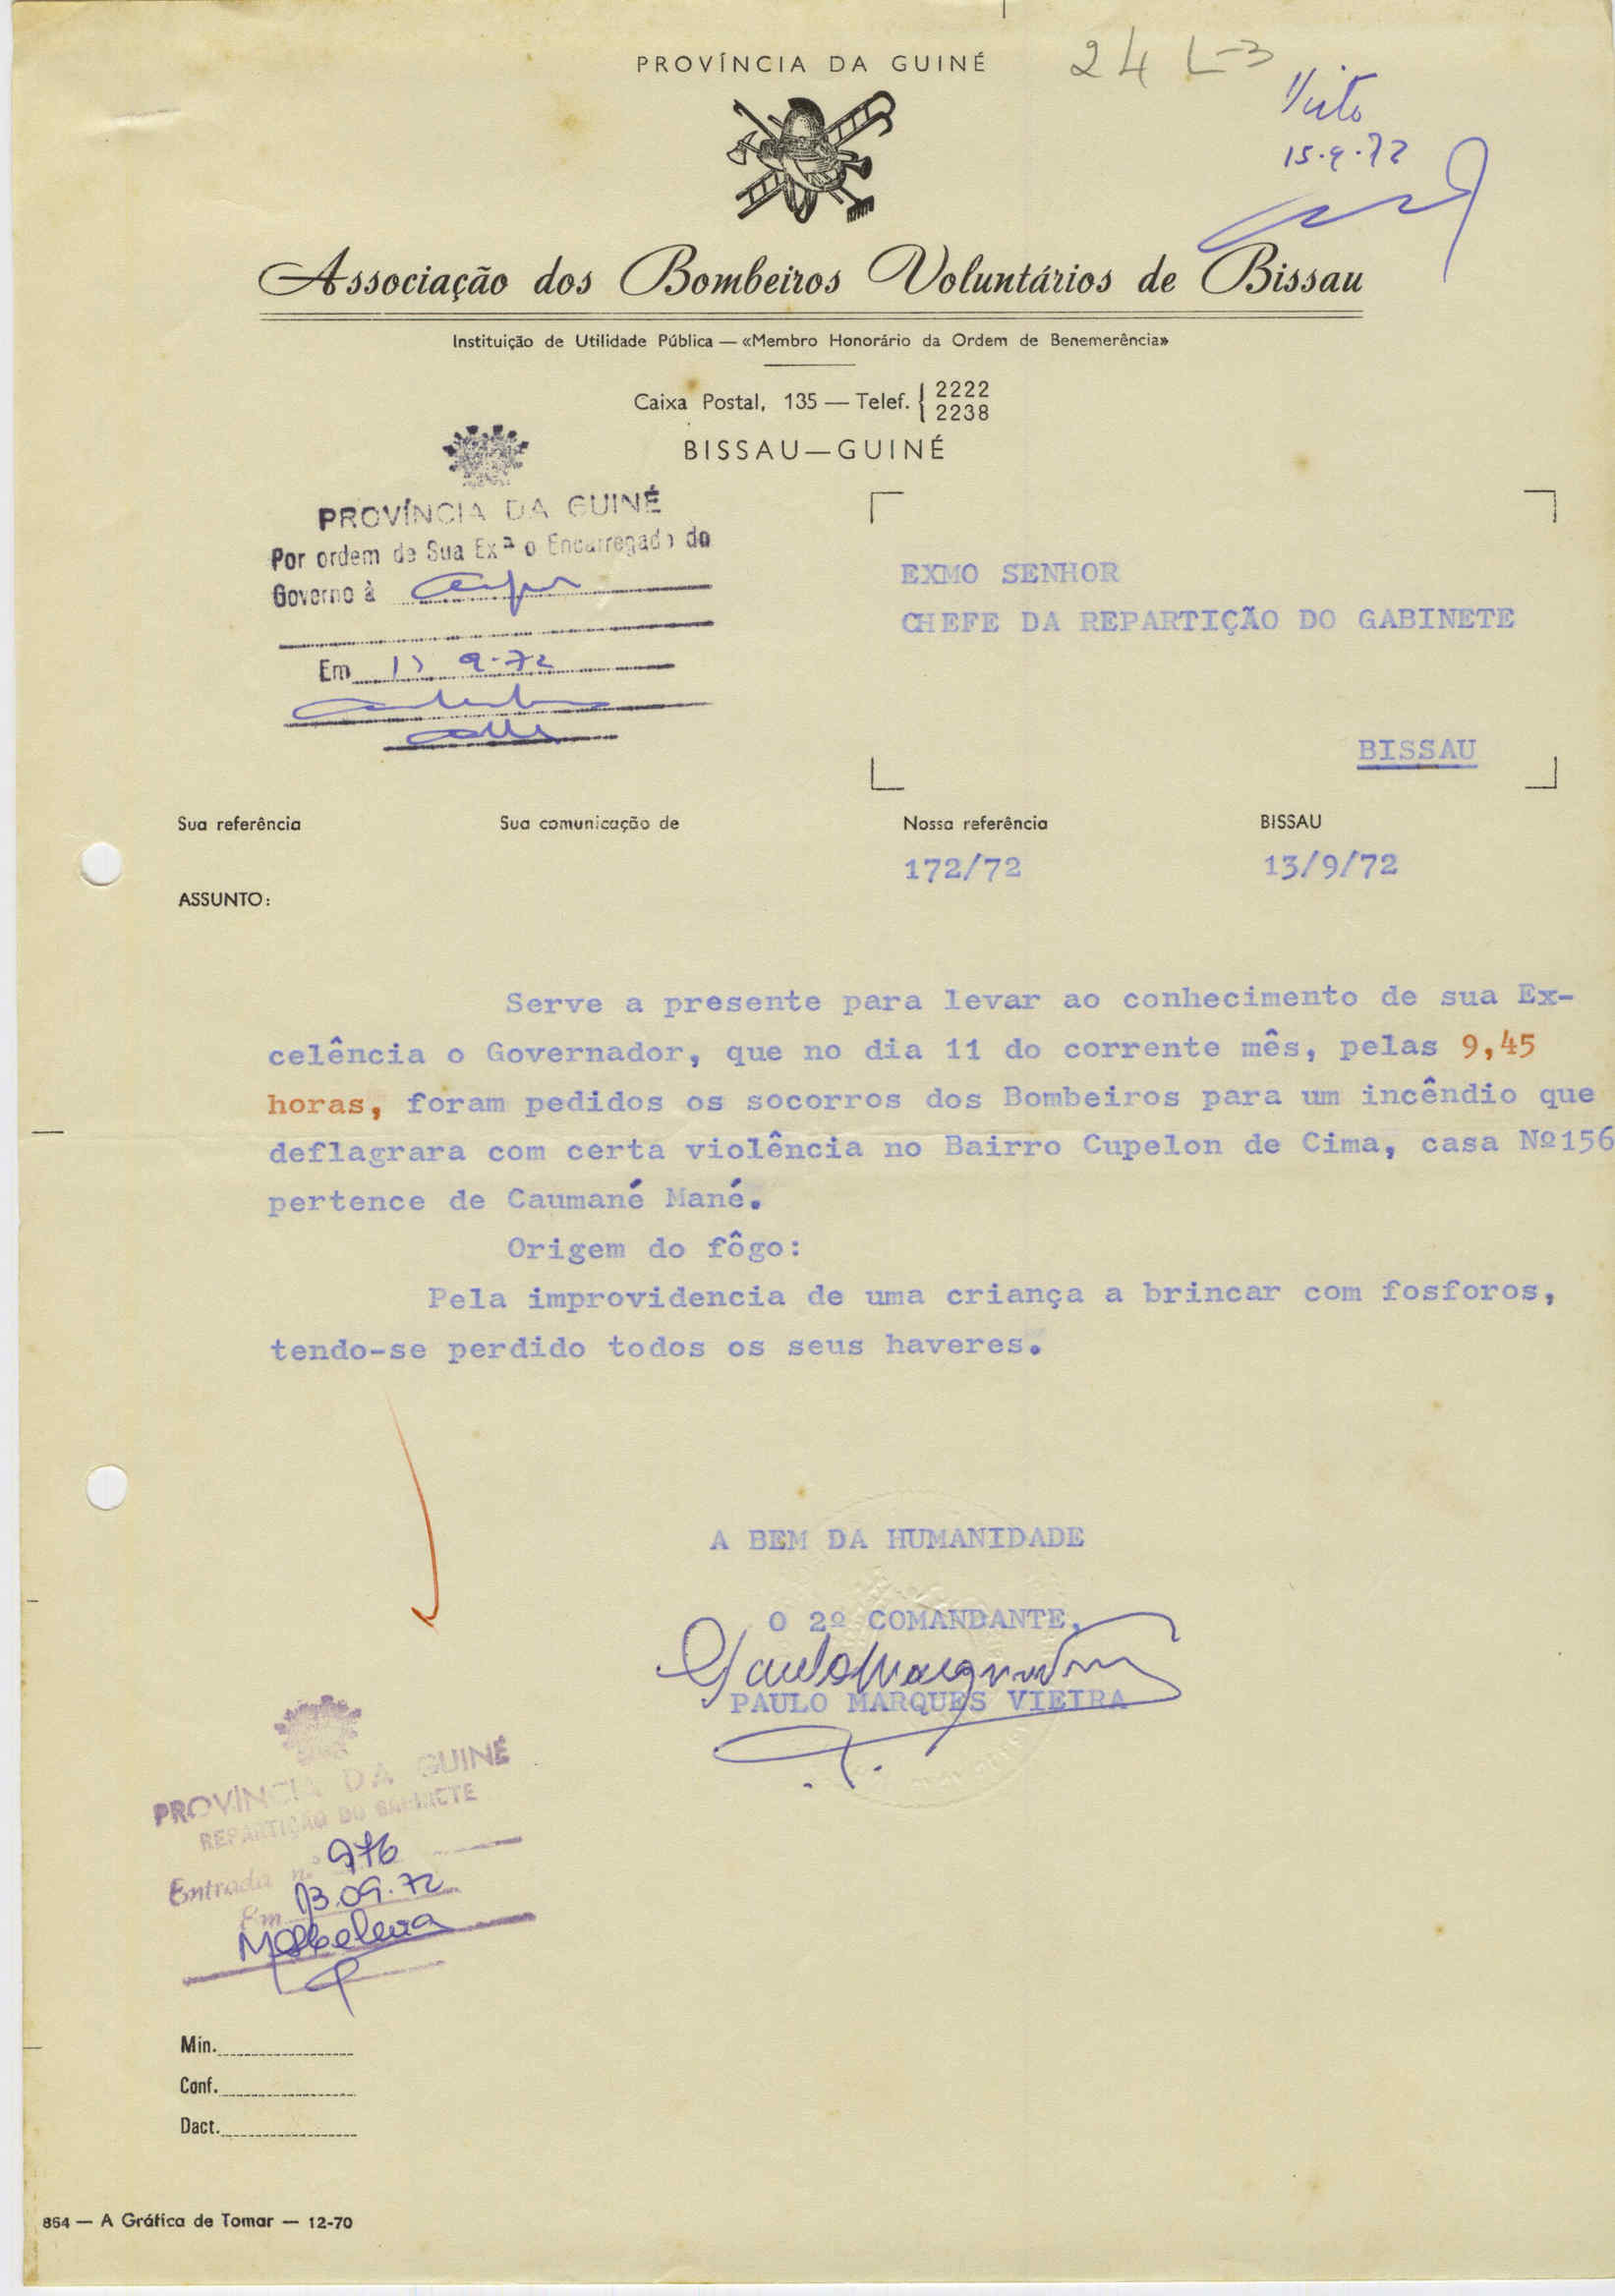 PROVÍNCIA DA GUINÉ
24 L-3
Visto
15.9.72
Associação dos Bombeiros Voluntários de Bissau
Instituição de Utilidade Pública — «Membro Honorário da Ordem de Benemerência»
Caixa Postal, 135 — Telef. { 2222
2238
BISSAU—GUINÉ
PROVÍNCIA DA GUINÉ
Por ordem de Sua Exª o Encarregado do
Governo à
Em 9-72
EXMO SENHOR
CHEFE DA REPARTIÇÃO DO GABINETE
BISSAU
Sua referência Sua comunicação de Nossa referência BISSAU
172/72 13/9/72
ASSUNTO:
Serve a presente para levar ao conhecimento de sua Ex-
celência o Governador, que no dia 11 do corrente mês, pelas 9,45
horas, foram pedidos os socorros dos Bombeiros para um incêndio que
deflagrara com certa violência no Bairro Cupelon de Cima, casa Nº156
pertence de Caumané Mané.
Origem do fôgo:
Pela improvidencia de uma criança a brincar com fosforos,
tendo-se perdido todos os seus haveres.
A BEM DA HUMANIDADE
O 2º COMANDANTE,
PAULO MARQUES VIEIRA
PROVÍNCIA DA GUINÉ
REPARTIÇÃO DO GABINETE
Entrada n.º 976
Em 13.09.72
Min.
Conf.
Dact.
864 — A Gráfica de Tomar — 12-70